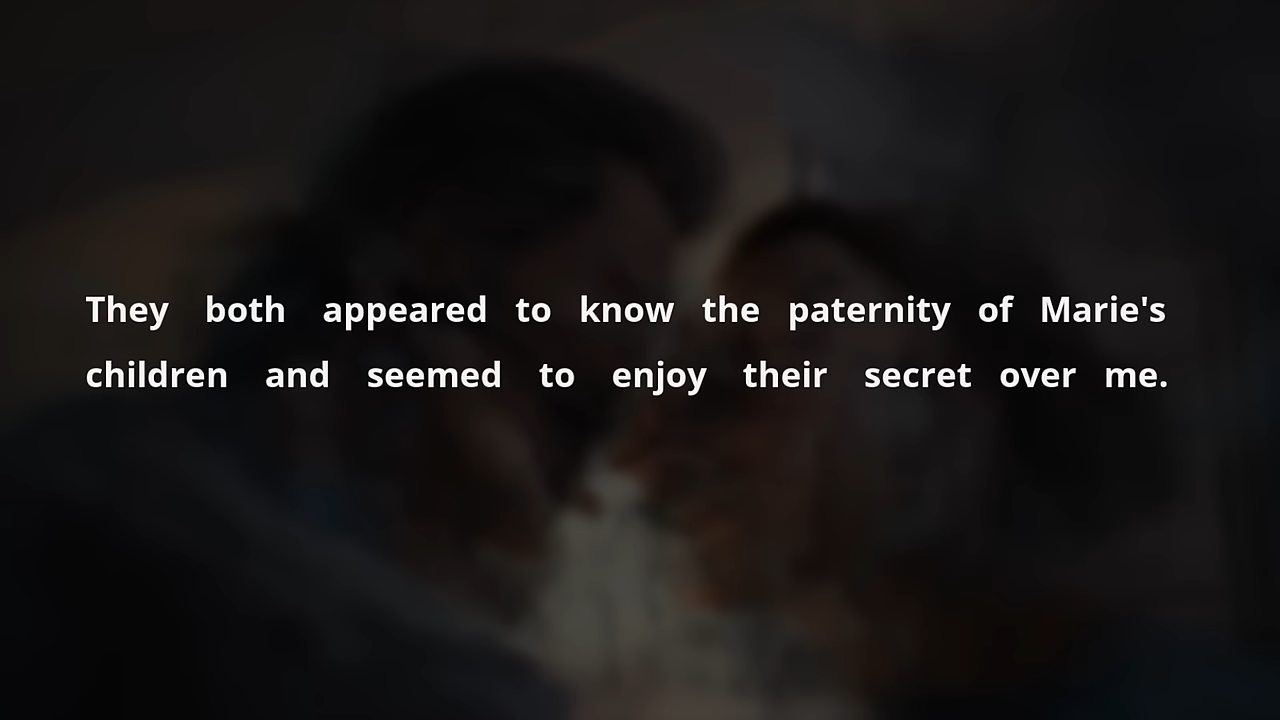 They both appeared to know the paternity of Marie's
children and seemed to enjoy their secret over me.